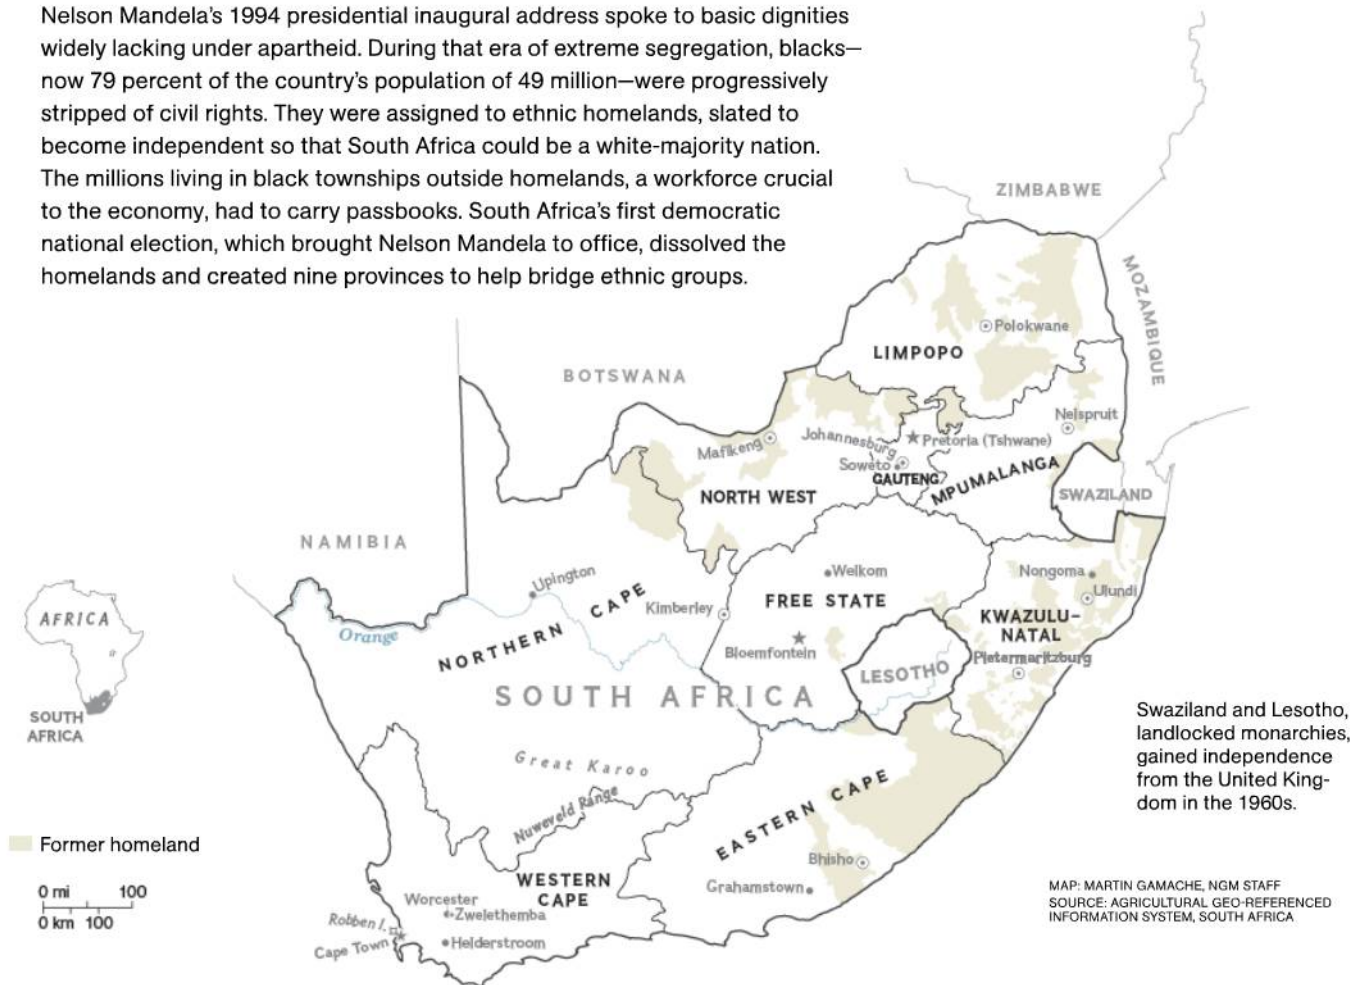 Nelson Mandela’s 1994 presidential inaugural address spoke to basic dignities
widely lacking under apartheid. During that era of extreme segregation, blacks—
now 79 percent of the country’s population of 49 million—were progressively
stripped of civil rights. They were assigned to ethnic homelands, slated to
become independent so that South Africa could be a white-majority nation.
The millions living in black townships outside homelands, a workforce crucial
to the economy, had to carry passbooks. South Africa’s first democratic
national election, which brought Nelson Mandela to office, dissolved the
homelands and created nine provinces to help bridge ethnic groups.
ZIMBABWE
MOZAMBIQUE
Polokwane
LIMPOPO
BOTSWANA
Nelspruit
Mafikeng
Johannesburg
Pretoria (Tshwane)
Soweto
GAUTENG
MPUMALANGA
NORTH WEST
SWAZILAND
NAMIBIA
Upington
Welkom
Nongoma
Ulundi
NORTHERN CAPE
Kimberley
FREE STATE
KWAZULU-
NATAL
Orange
Bloemfontein
Pietermaritzburg
LESOTHO
AFRICA
SOUTH
AFRICA
SOUTH AFRICA
Swaziland and Lesotho,
landlocked monarchies,
gained independence
from the United King-
dom in the 1960s.
Great Karoo
Nuweveld Range
EASTERN CAPE
Former homeland
Bhisho
Grahamstown
WESTERN
CAPE
0 mi 100
0 km 100
Worcester
Zwelethemba
Robben I.
Cape Town
Helderstroom
MAP: MARTIN GAMACHE, NGM STAFF
SOURCE: AGRICULTURAL GEO-REFERENCED
INFORMATION SYSTEM, SOUTH AFRICA